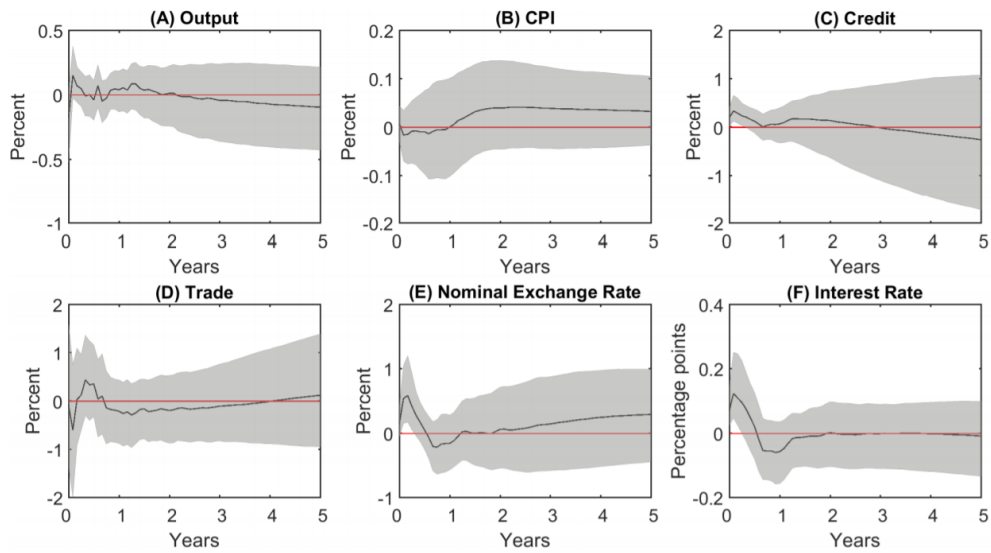 (A) Output
0.5
0
-0.5
-1
Percent
0 1 2 3 4 5
Years
(B) CPI
0.2
0.1
0
-0.1
-0.2
Percent
0 1 2 3 4 5
Years
(C) Credit
2
1
0
1
2
Percent
0 1 2 3 4 5
Years
(D) Trade
2
1
0
-1
-2
Percent
0 1 2 3 4 5
Years
(E) Nominal Exchange Rate
2
1
0
-1
Percent
0 1 2 3 4 5
Years
(F) Interest Rate
0.4
0.2
0
-0.2
Percentage points
0 1 2 3 4 5
Years